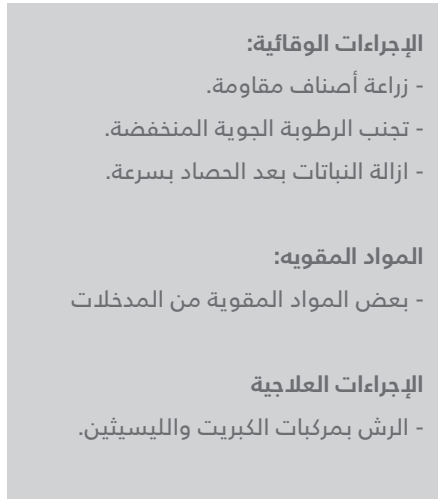 الإجراءات الوقائية:
- زراعة أصناف مقاومة.
- تجنب الرطوبة الجوية المنخفضة.
- ازالة النباتات بعد الحصاد بسرعة.
المواد المقويه:
- بعض المواد المقوية من المدخلات
الإجراءات العلاجية
- الرش بمركبات الكبريت والليسيثين.